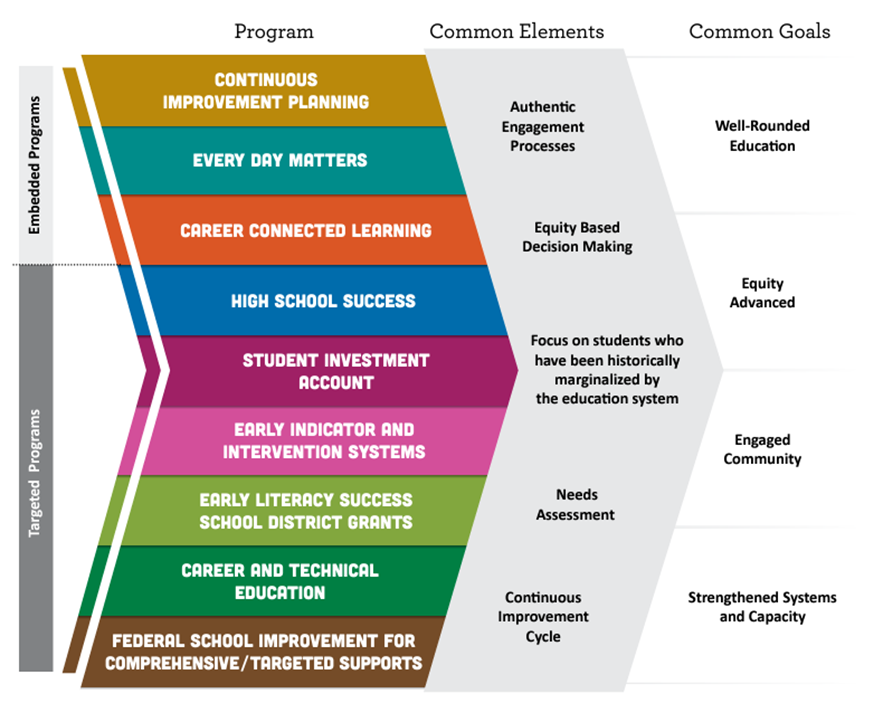 Program
Common Elements
Common Goals
Embedded Programs
Targeted Programs
CONTINUOUS
IMPROVEMENT PLANNING
EVERY DAY MATTERS
CAREER CONNECTED LEARNING
HIGH SCHOOL SUCCESS
STUDENT INVESTMENT
ACCOUNT
EARLY INDICATOR AND
INTERVENTION SYSTEMS
EARLY LITERACY SUCCESS
SCHOOL DISTRICT GRANTS
CAREER AND TECHNICAL
EDUCATION
FEDERAL SCHOOL IMPROVEMENT FOR
COMPREHENSIVE/TARGETED SUPPORTS
Authentic
Engagement
Processes
Equity Based
Decision Making
Focus on students who
have been historically
marginalized by
the education system
Needs
Assessment
Continuous
Improvement
Cycle
Well-Rounded
Education
Equity
Advanced
Engaged
Community
Strengthened Systems
and Capacity